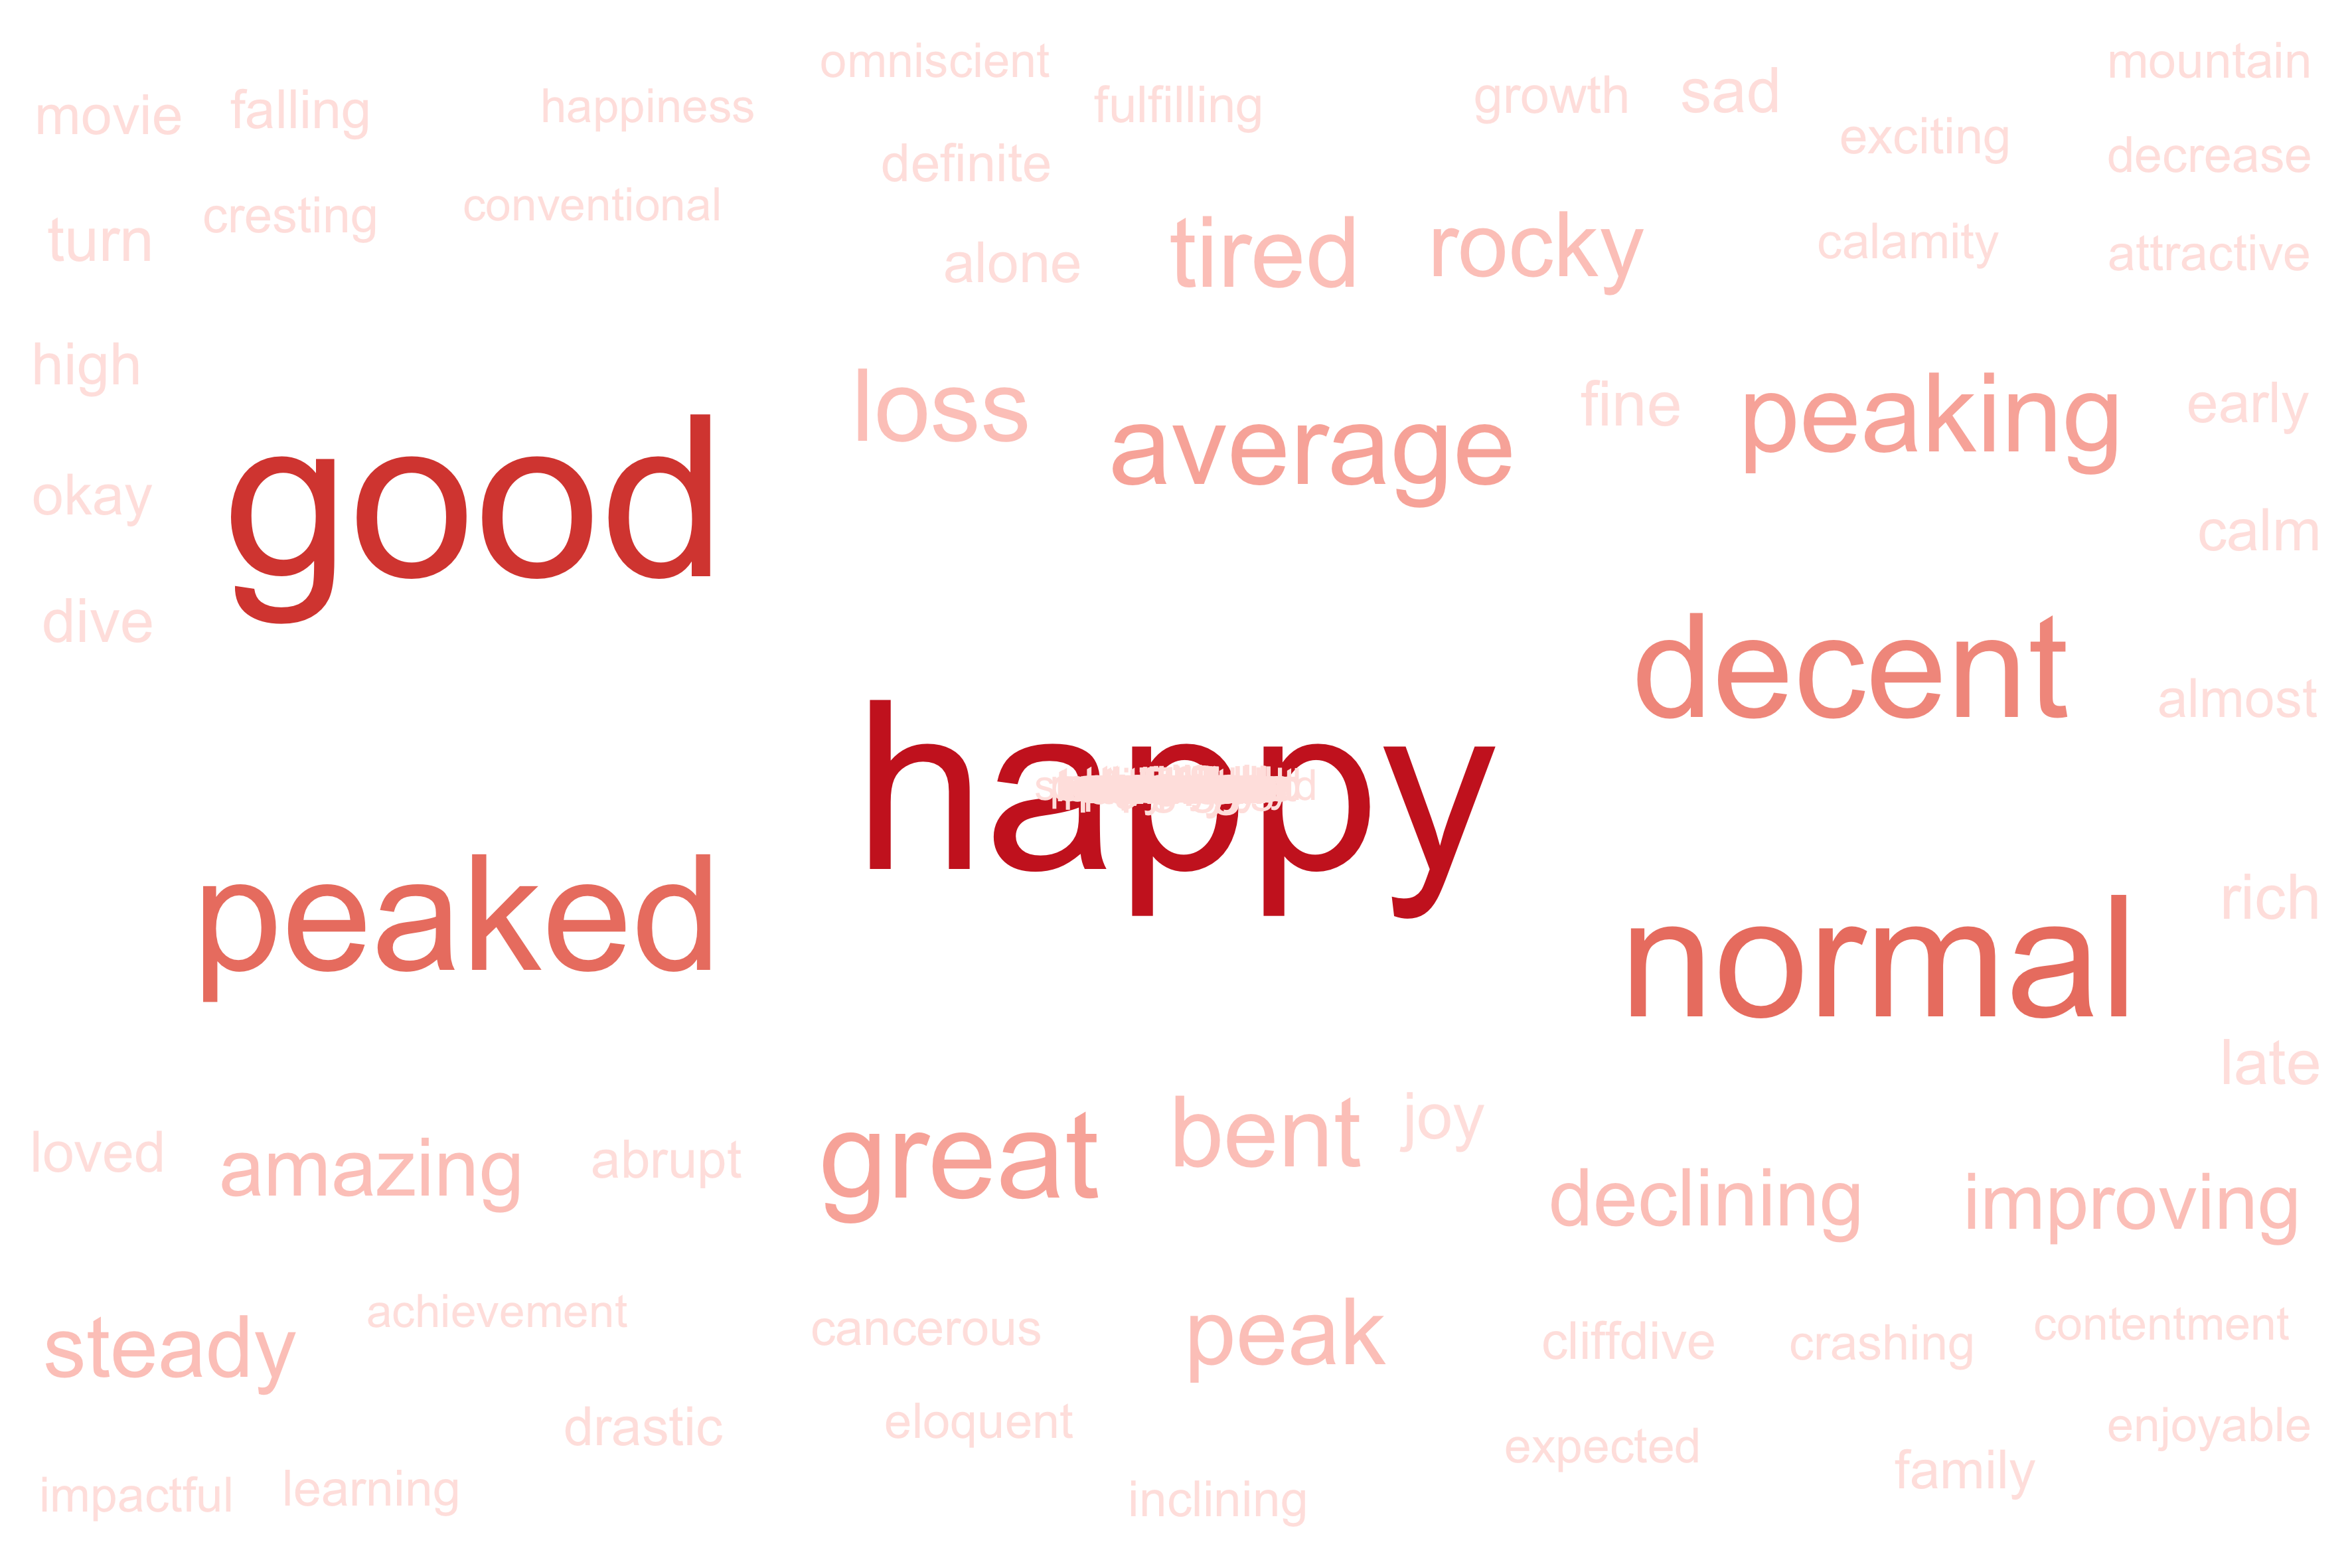 omniscient
mountain
movie
falling
happiness
fulfilling
growth
sad
exciting
decrease
definite
turn
cresting
conventional
alone
tired
rocky
calamity
attractive
high
loss
average
fine
peaking
early
good
okay
calm
dive
decent
almost
happy
peaked
normal
rich
late
loved
amazing
abrupt
great
bent
joy
declining
improving
steady
achievement
cancerous
peak
cliffdive
crashing
contentment
drastic
eloquent
expected
enjoyable
impactful
learning
inclining
family